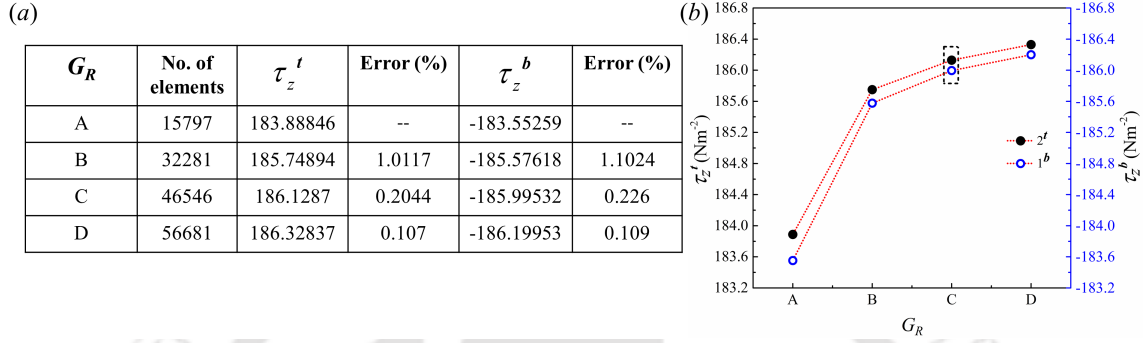 (a)
G_R No. of elements τ_z^t Error (%) τ_z^b Error (%)
A 15797 183.88846 -- -183.55259 --
B 32281 185.74894 1.0117 -185.57618 1.1024
C 46546 186.1287 0.2044 -185.99532 0.226
D 56681 186.32837 0.107 -186.19953 0.109
(b)
τ_z^t (Nm⁻²)
186.8
186.4
186.0
185.6
185.2
184.8
184.4
184.0
183.6
183.2
2^t
1^b
-186.8
-186.4
-186.0
-185.6
-185.2
-184.8
-184.4
-184.0
-183.6
-183.2
τ_z^b (Nm⁻²)
A B C D
G_R